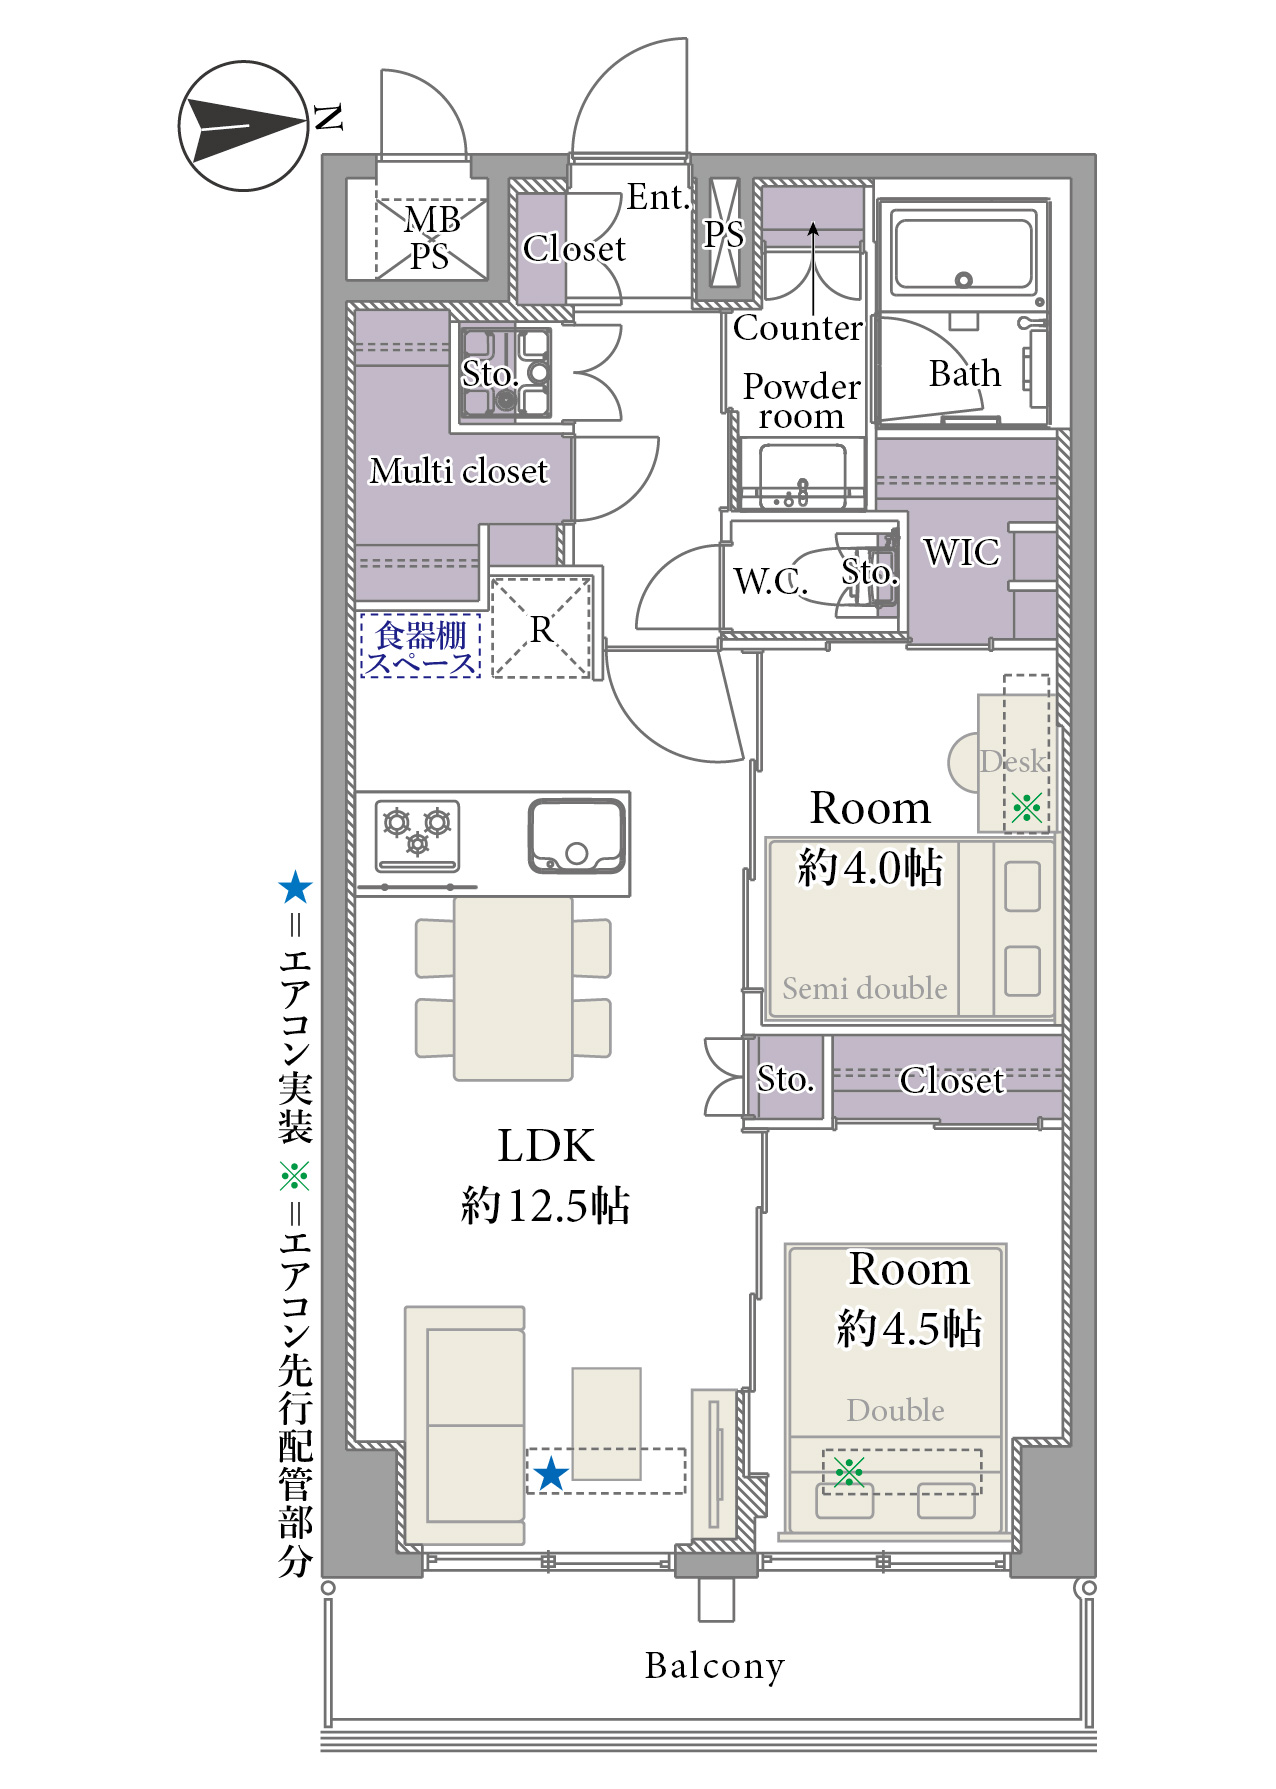 N
MB
PS
Ent.
Closet
PS
Counter
Powder
room
Bath
Sto.
Multi closet
WIC
W.C.
Sto.
食器棚
スペース
R
Desk
※
Room
約4.0帖
Semi double
Sto.
Closet
LDK
約12.5帖
Room
約4.5帖
Double
★
※
Balcony
★=エアコン実装 ※=エアコン先行配管部分